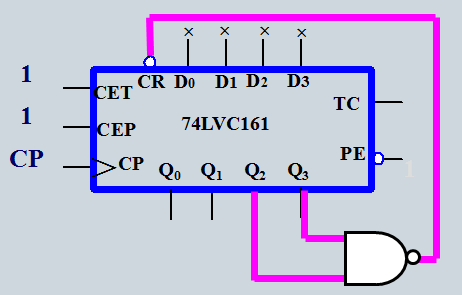 × × × ×
1 CET CR D0 D1 D2 D3
TC
1 CEP 74LVC161
PE 1
CP CP
Q0 Q1 Q2 Q3